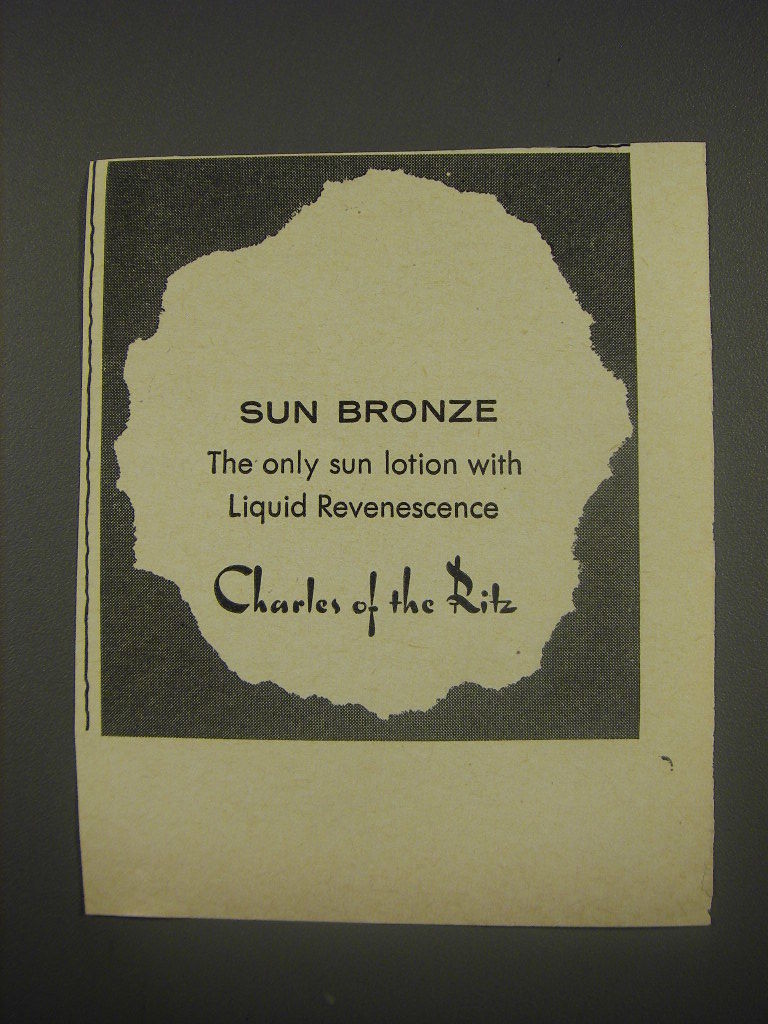 SUN BRONZE
The only sun lotion with
Liquid Revenescence
Charles of the Ritz